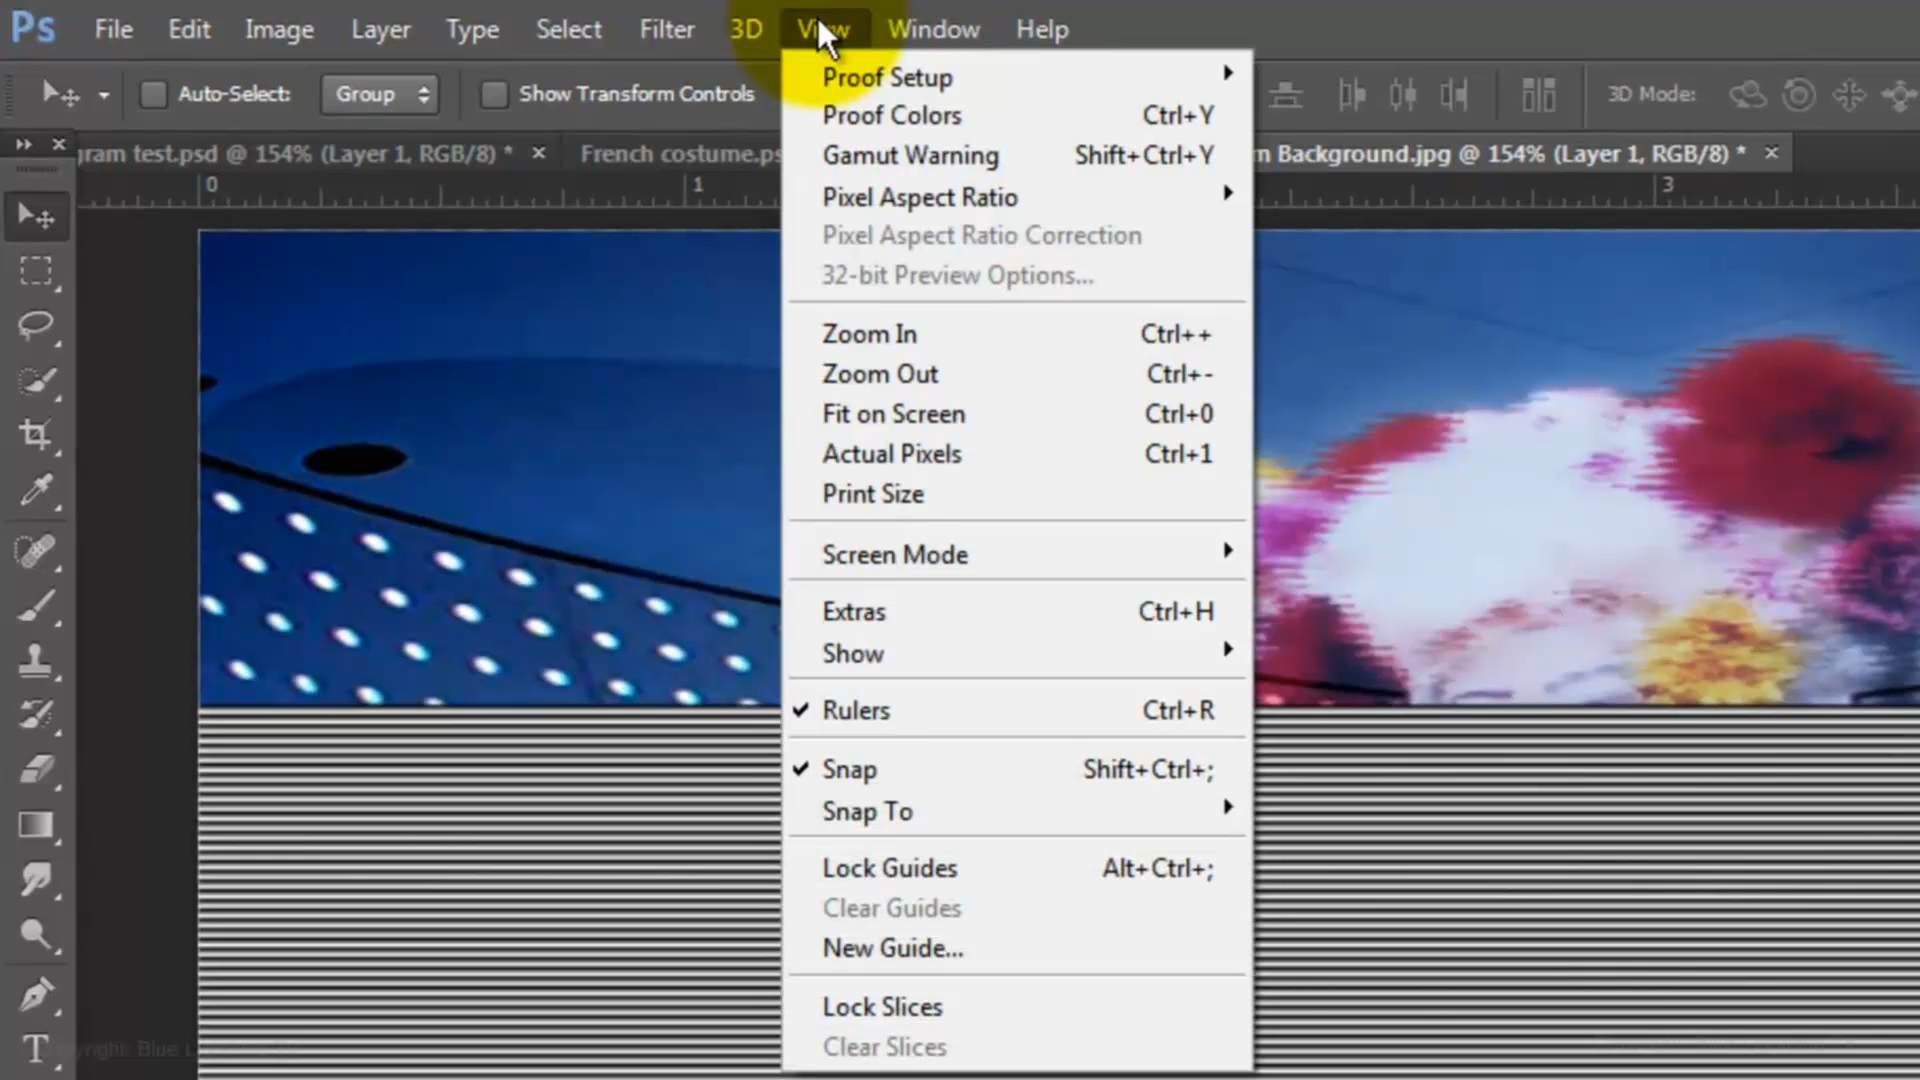 Ps File Edit Image Layer Type Select Filter 3D View Window Help
Auto-Select: Group Show Transform Controls 3D Mode:
gram test.psd @ 154% (Layer 1, RGB/8) * × French costume.ps m Background.jpg @ 154% (Layer 1, RGB/8) * ×
0 1 3
Proof Setup
Proof Colors Ctrl+Y
Gamut Warning Shift+Ctrl+Y
Pixel Aspect Ratio
Pixel Aspect Ratio Correction
32-bit Preview Options...
Zoom In Ctrl++
Zoom Out Ctrl+-
Fit on Screen Ctrl+0
Actual Pixels Ctrl+1
Print Size
Screen Mode
Extras Ctrl+H
Show
Rulers Ctrl+R
Snap Shift+Ctrl+;
Snap To
Lock Guides Alt+Ctrl+;
Clear Guides
New Guide...
Lock Slices
Clear Slices